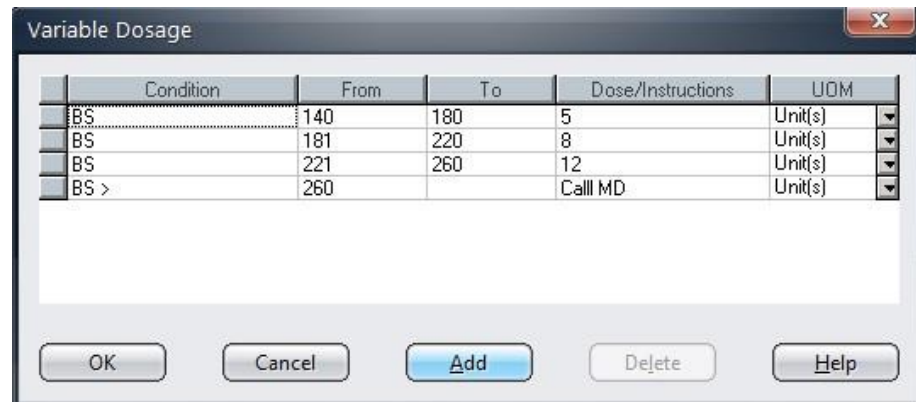 Variable Dosage
Condition From To Dose/Instructions UOM
BS 140 180 5 Unit(s)
BS 181 220 8 Unit(s)
BS 221 260 12 Unit(s)
BS > 260 Calll MD Unit(s)
OK Cancel Add Delete Help